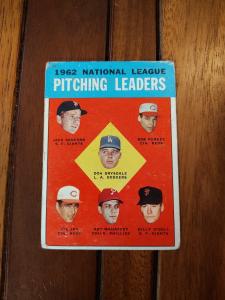 1962 NATIONAL LEAGUE
PITCHING LEADERS
JACK SANFORD
S. F. GIANTS
BOB PURKEY
CIN. REDS
DON DRYSDALE
L. A. DODGERS
JOE JAY
CIN. REDS
ART MAHAFFEY
PHILA. PHILLIES
BILLY O'DELL
S. F. GIANTS